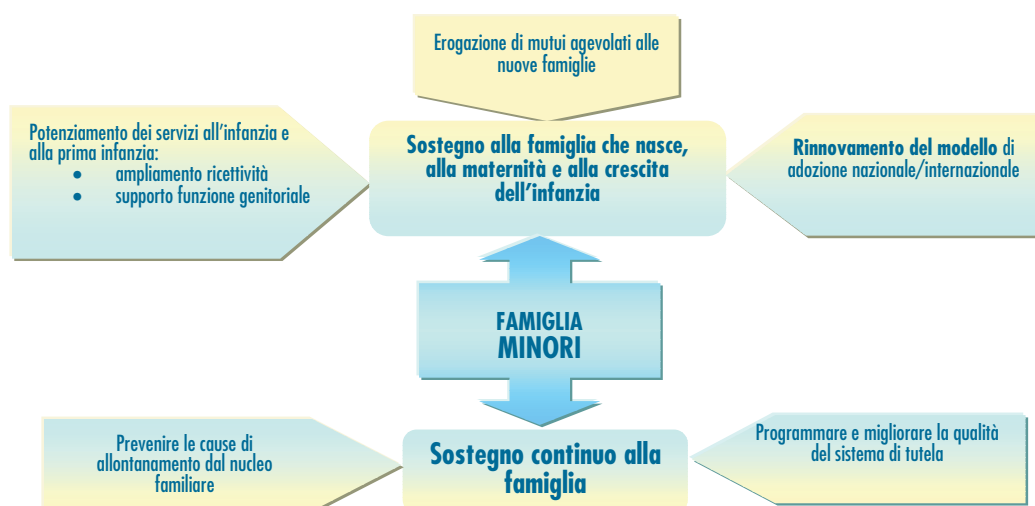 Erogazione di mutui agevolati alle
nuove famiglie
Potenziamento dei servizi all'infanzia e
alla prima infanzia:
• ampliamento ricettività
• supporto funzione genitoriale
Sostegno alla famiglia che nasce,
alla maternità e alla crescita
dell'infanzia
Rinnovamento del modello di
adozione nazionale/internazionale
FAMIGLIA
MINORI
Prevenire le cause di
allontanamento dal nucleo
familiare
Sostegno continuo alla
famiglia
Programmare e migliorare la qualità
del sistema di tutela